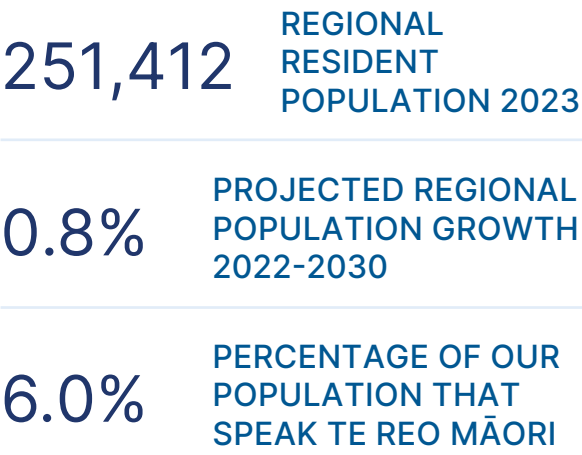 251,412
REGIONAL
RESIDENT
POPULATION 2023
0.8%
PROJECTED REGIONAL
POPULATION GROWTH
2022-2030
6.0%
PERCENTAGE OF OUR
POPULATION THAT
SPEAK TE REO MĀORI